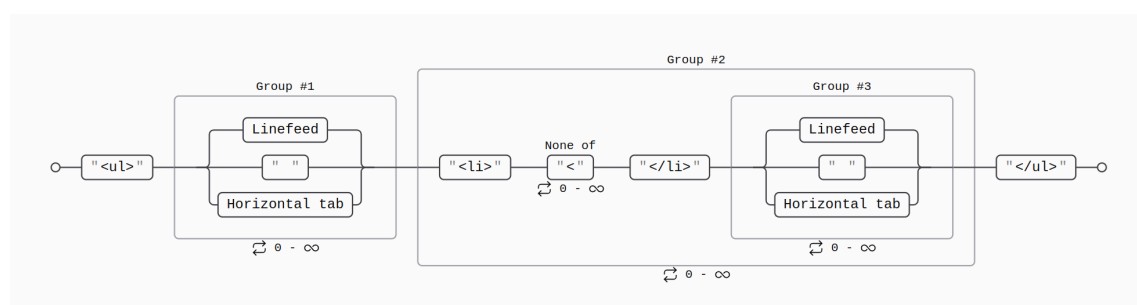 Group #2
Group #1
Group #3
Linefeed
Linefeed
None of
"<ul>"
" "
"<li>"
"<"
"</li>"
" "
"</ul>"
0 - ∞
Horizontal tab
Horizontal tab
0 - ∞
0 - ∞
0 - ∞